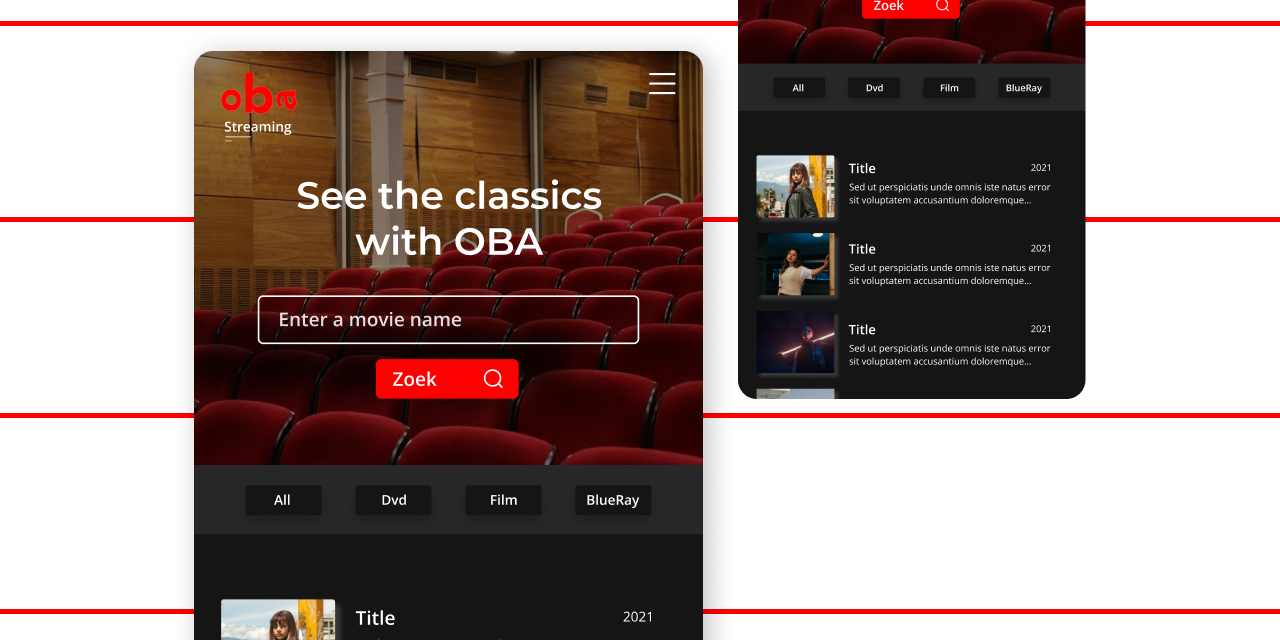 oba
Streaming
See the classics
with OBA
Enter a movie name
Zoek
All
Dvd
Film
BlueRay
Title
2021
Zoek
All
Dvd
Film
BlueRay
Title
2021
Sed ut perspiciatis unde omnis iste natus error
sit voluptatem accusantium doloremque...
Title
2021
Sed ut perspiciatis unde omnis iste natus error
sit voluptatem accusantium doloremque...
Title
2021
Sed ut perspiciatis unde omnis iste natus error
sit voluptatem accusantium doloremque...